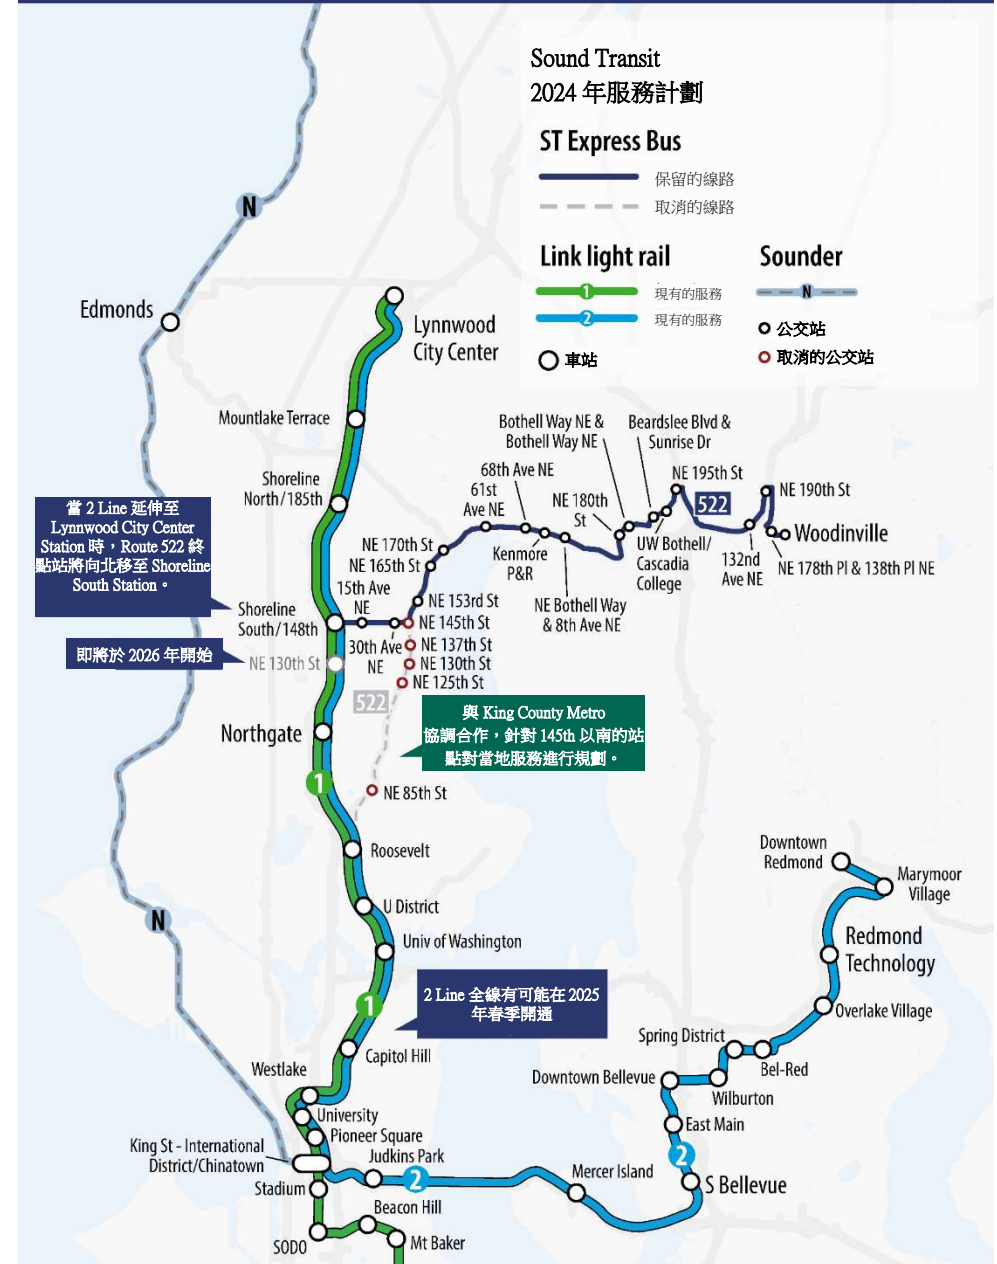 Sound Transit
2024 年服務計劃
ST Express Bus
保留的線路
取消的線路
Link light rail
1
現有的服務
2
現有的服務
車站
Sounder
N
公交站
取消的公交站
N
Edmonds
Lynnwood
City Center
Mountlake Terrace
Shoreline
North/185th
當 2 Line 延伸至
Lynnwood City Center
Station 時，Route 522 終
點站將向北移至 Shoreline
South Station。
Bothell Way NE &
Bothell Way NE
Beardslee Blvd &
Sunrise Dr
68th Ave NE
61st
Ave NE
NE 180th
St
NE 195th St
522
NE 190th St
Woodinville
NE 170th St
NE 165th St
Kenmore
P&R
UW Bothell/
Cascadia
College
132nd
Ave NE
NE 178th Pl & 138th Pl NE
15th Ave
NE
NE 153rd St
NE Bothell Way
& 8th Ave NE
Shoreline
South/148th
NE 145th St
30th Ave
NE
NE 137th St
NE 130th St
NE 125th St
即將於 2026 年開始
NE 130th St
522
與 King County Metro
協調合作，針對 145th 以南的站
點對當地服務進行規劃。
Northgate
1
NE 85th St
Roosevelt
U District
Univ of Washington
N
Downtown
Redmond
Marymoor
Village
Redmond
Technology
Overlake Village
2 Line 全線有可能在 2025
年春季開通
1
Capitol Hill
Spring District
Bel-Red
Westlake
Downtown Bellevue
Wilburton
University
East Main
Pioneer Square
King St - International
District/Chinatown
Judkins Park
2
Mercer Island
2
S Bellevue
Stadium
Beacon Hill
SODO
Mt Baker